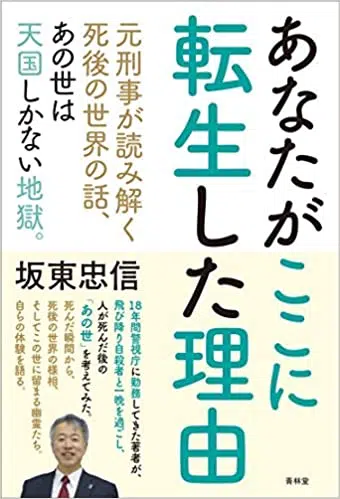 あなたがここに
転生した理由
元刑事が読み解く
死後の世界の話、
あの世は
天国しかない地獄。
坂東忠信
18年間警視庁に勤務してきた著者が、
飛び降り自殺者と一晩を過ごし、
人が死んだ後の
「あの世」を考えてみた。
死んだ瞬間から、
死後の世界の様相、
そしてこの世に留まる幽霊たち。
自らの体験を語る。
青林堂